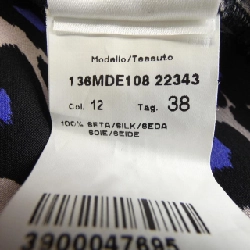 Modello/Tessuto
136MDE108 22343
Col. 12 Tag. 38
100% SETA/SILK/SEDA
SOIE/SEIDE
3900047695